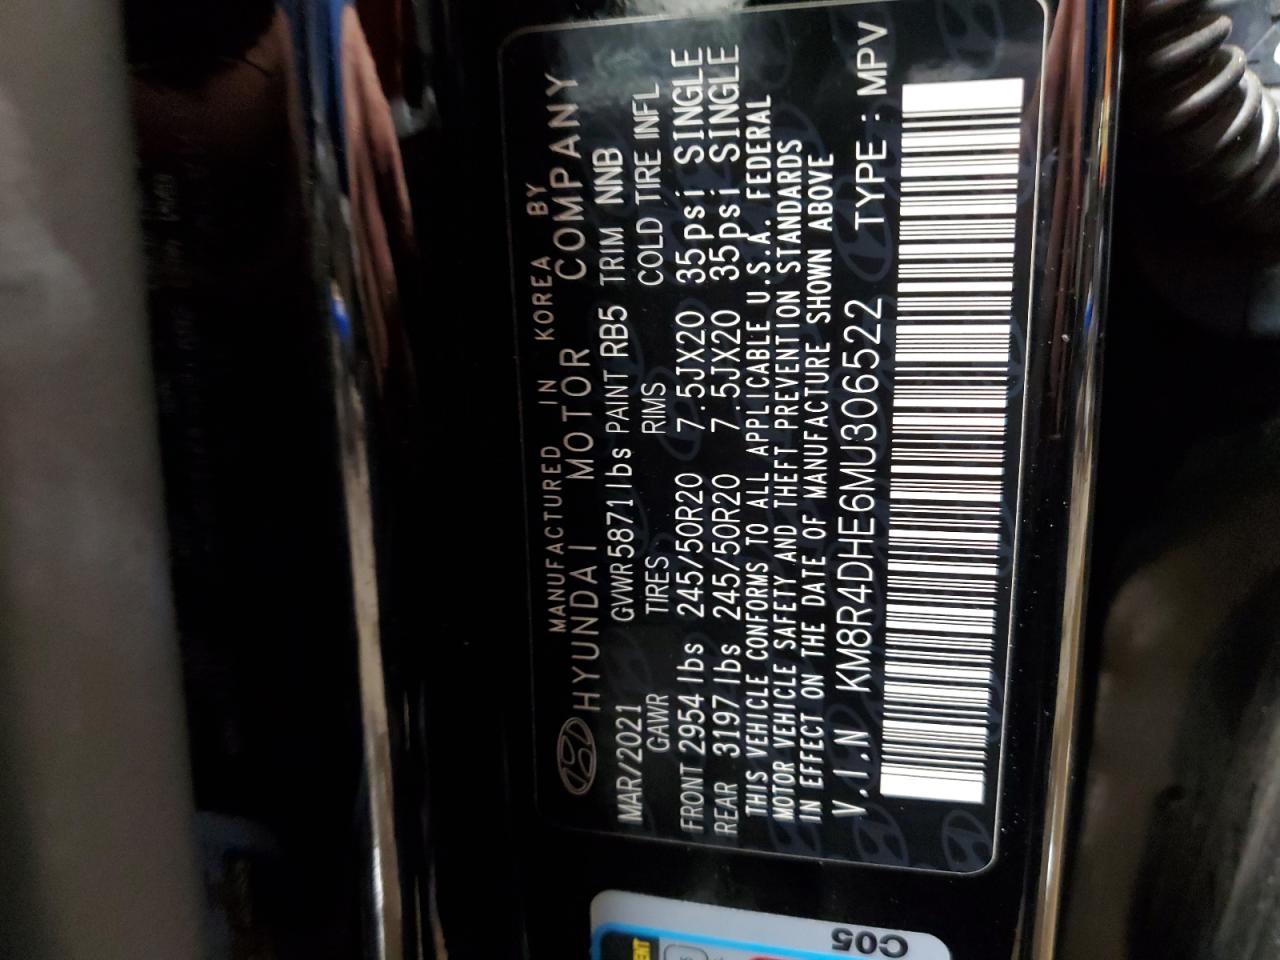 MANUFACTURED IN KOREA BY
HYUNDAI MOTOR COMPANY
MAR/2021 GVWR5871lbs PAINT RB5 TRIM NNB
GAWR TIRES RIMS COLD TIRE INFL
FRONT 2954 lbs 245/50R20 7.5JX20 35psi SINGLE
REAR 3197 lbs 245/50R20 7.5JX20 35psi SINGLE
THIS VEHICLE CONFORMS TO ALL APPLICABLE U.S.A. FEDERAL
MOTOR VEHICLE SAFETY AND THEFT PREVENTION STANDARDS
IN EFFECT ON THE DATE OF MANUFACTURE SHOWN ABOVE
V.I.N KM8R4DHE6MU306522 TYPE : MPV
C05